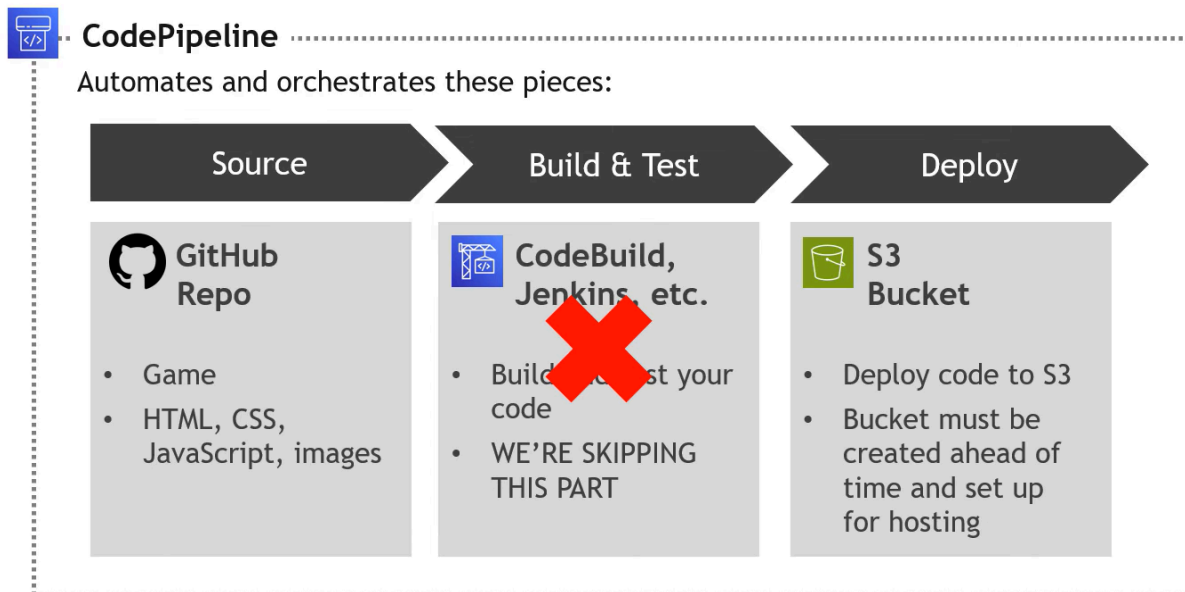 CodePipeline
Automates and orchestrates these pieces:
Source
Build & Test
Deploy
GitHub
Repo
• Game
• HTML, CSS,
JavaScript, images
CodeBuild,
Jenkins, etc.
• Build your
code
• WE’RE SKIPPING
THIS PART
S3
Bucket
• Deploy code to S3
• Bucket must be
created ahead of
time and set up
for hosting